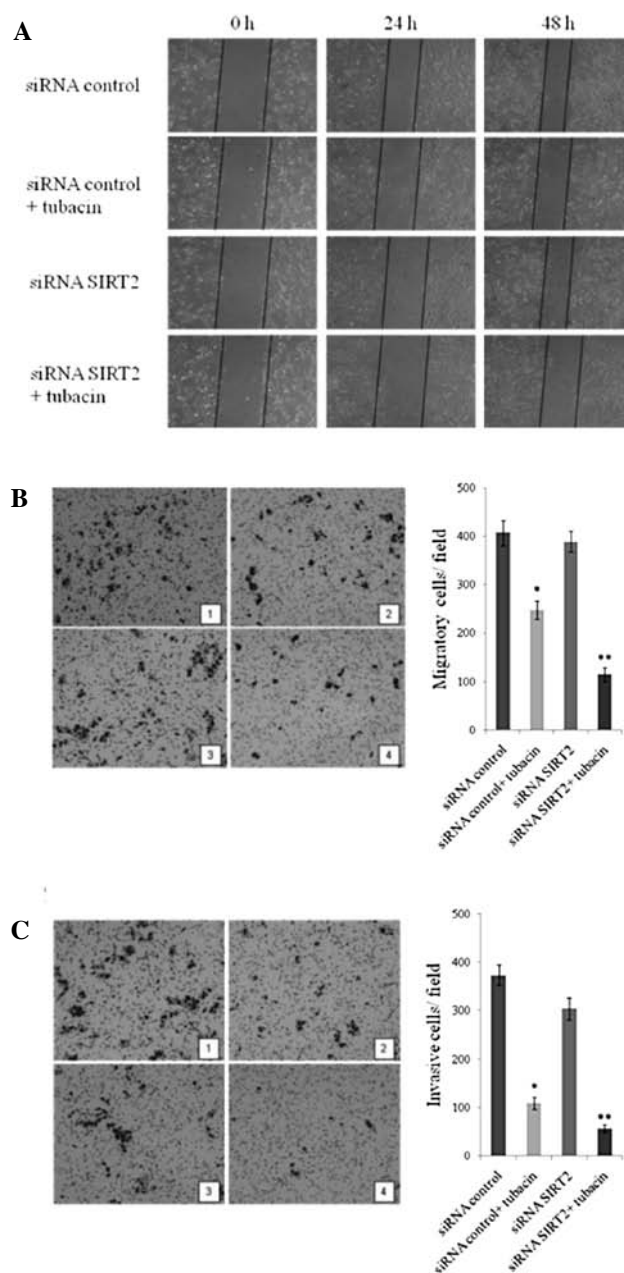 A
0 h 24 h 48 h
siRNA control
siRNA control
+ tubacin
siRNA SIRT2
siRNA SIRT2
+ tubacin
B
1
2
3
4
Migratory cells/ field
500
400
300
200
100
0
*
**
siRNA control
siRNA control+ tubacin
siRNA SIRT2
siRNA SIRT2+ tubacin
C
1
2
3
4
Invasive cells/ field
500
400
300
200
100
0
*
**
siRNA control
siRNA control+ tubacin
siRNA SIRT2
siRNA SIRT2+ tubacin